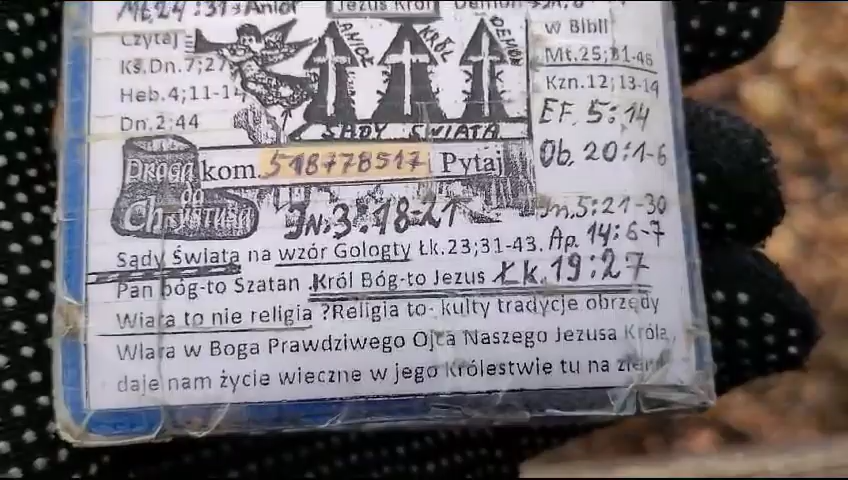 Mt.24:31 Anioł Jezus Król Demon
Czytaj w Biblii
ANIOŁ KRÓL DEMON
Ks.Dn.7;27 Mt.25;31-46
Heb.4;11-14 Kzn.12;13-14
Dn.2;44 EF. 5:14
SĄDY ŚWIATA
Droga do Chrystusa kom. 518778517 Pytaj Ob. 20:1-6
JN.3:18-21 Jn.5:21-30
Sądy Świata na wzór Gologty Łk.23;31-43. Ap. 14:6-7
Pan bóg-to Szatan Król Bóg-to Jezus Łk.19:27
Wiara to nie religia ?Religia to- kulty tradycje obrzędy
Wiara w Boga Prawdziwego Ojca Naszego Jezusa Króla
daje nam życie wieczne w jego Królestwie tu na ziemi